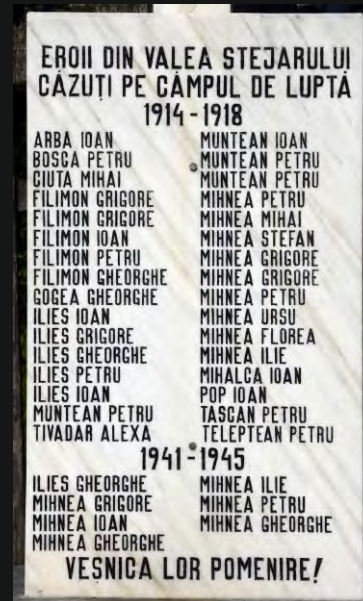 EROII DIN VALEA STEJARULUI
CĂZUȚI PE CÂMPUL DE LUPTĂ
1914-1918
ARBA IOAN
BOSCA PETRU
CIUTA MIHAI
FILIMON GRIGORE
FILIMON GRIGORE
FILIMON IOAN
FILIMON PETRU
FILIMON GHEORGHE
GOGEA GHEORGHE
ILIES IOAN
ILIES GRIGORE
ILIES GHEORGHE
ILIES PETRU
ILIES IOAN
MUNTEAN PETRU
TIVADAR ALEXA
MUNTEAN IOAN
MUNTEAN PETRU
MUNTEAN PETRU
MIHNEA PETRU
MIHNEA MIHAI
MIHNEA STEFAN
MIHNEA GRIGORE
MIHNEA GRIGORE
MIHNEA PETRU
MIHNEA URSU
MIHNEA FLOREA
MIHNEA ILIE
MIHALCA IOAN
POP IOAN
TASCAN PETRU
TELEPTEAN PETRU
1941-1945
ILIES GHEORGHE
MIHNEA GRIGORE
MIHNEA IOAN
MIHNEA GHEORGHE
MIHNEA ILIE
MIHNEA PETRU
MIHNEA GHEORGHE
VEȘNICA LOR POMENIRE!